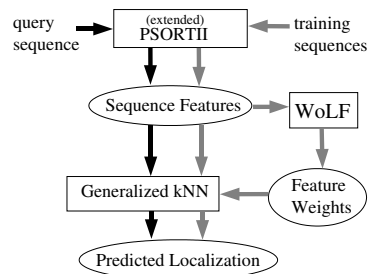 query
sequence
(extended)
PSORTII
training
sequences
Sequence Features
WoLF
Generalized kNN
Feature
Weights
Predicted Localization